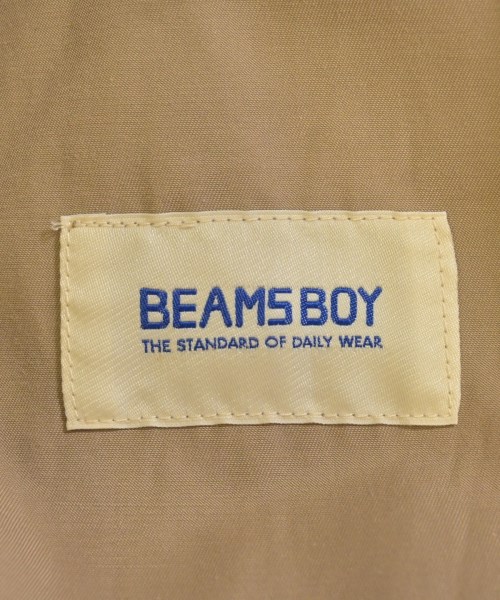 BEAMS BOY
THE STANDARD OF DAILY WEAR